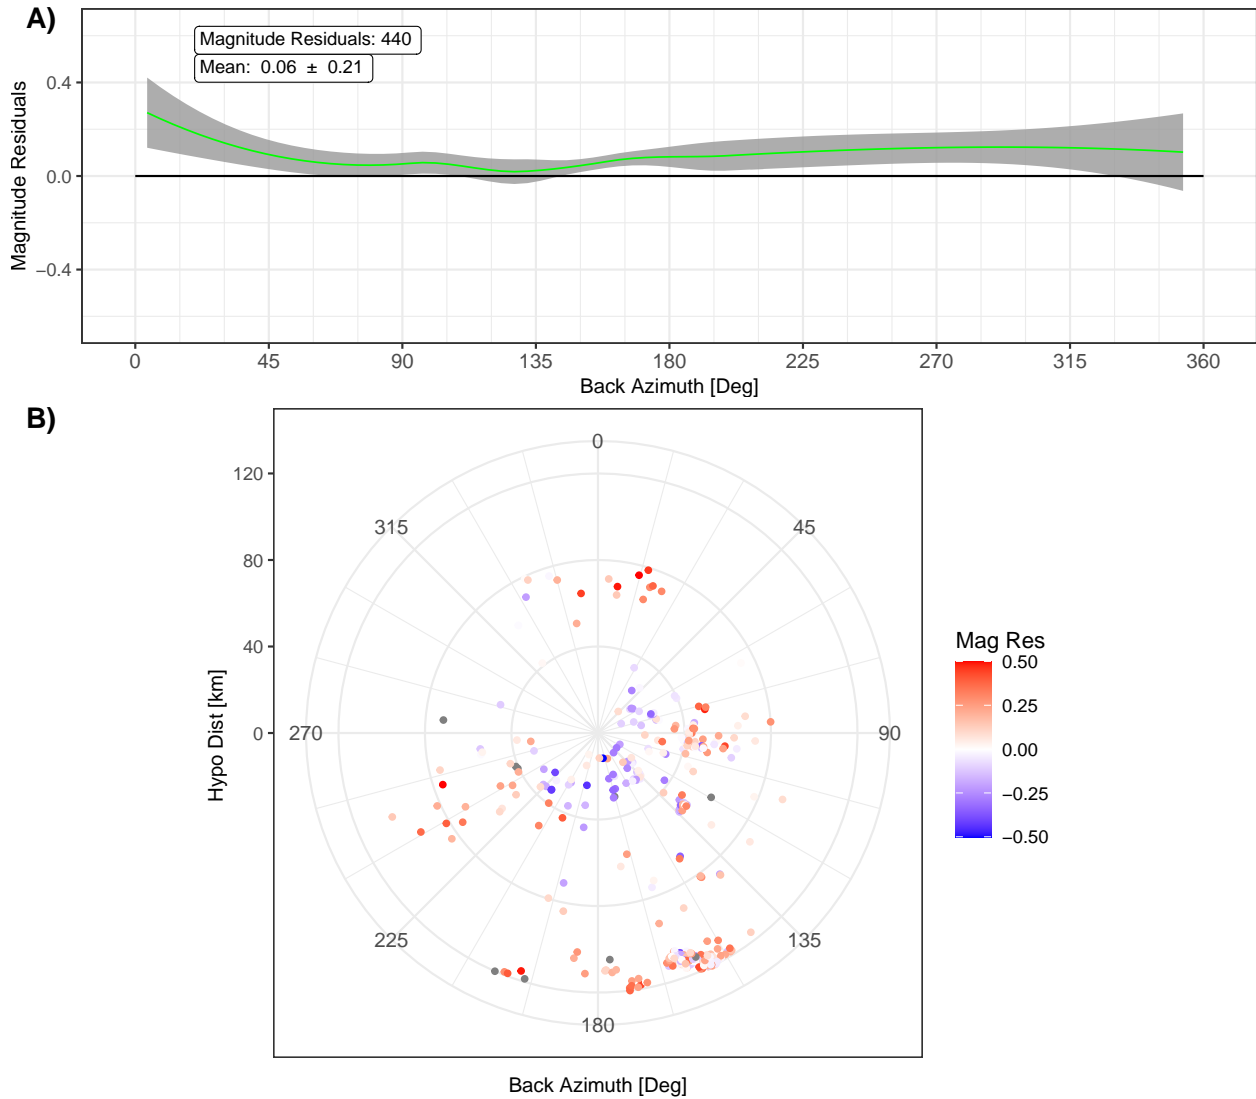 A)
Magnitude Residuals: 440
Mean: 0.06 ± 0.21
0.4
0.0
−0.4
Magnitude Residuals
0 45 90 135 180 225 270 315 360
Back Azimuth [Deg]
B)
0
45
90
135
180
225
270
315
120
80
40
0
Hypo Dist [km]
Back Azimuth [Deg]
Mag Res
0.50
0.25
0.00
−0.25
−0.50